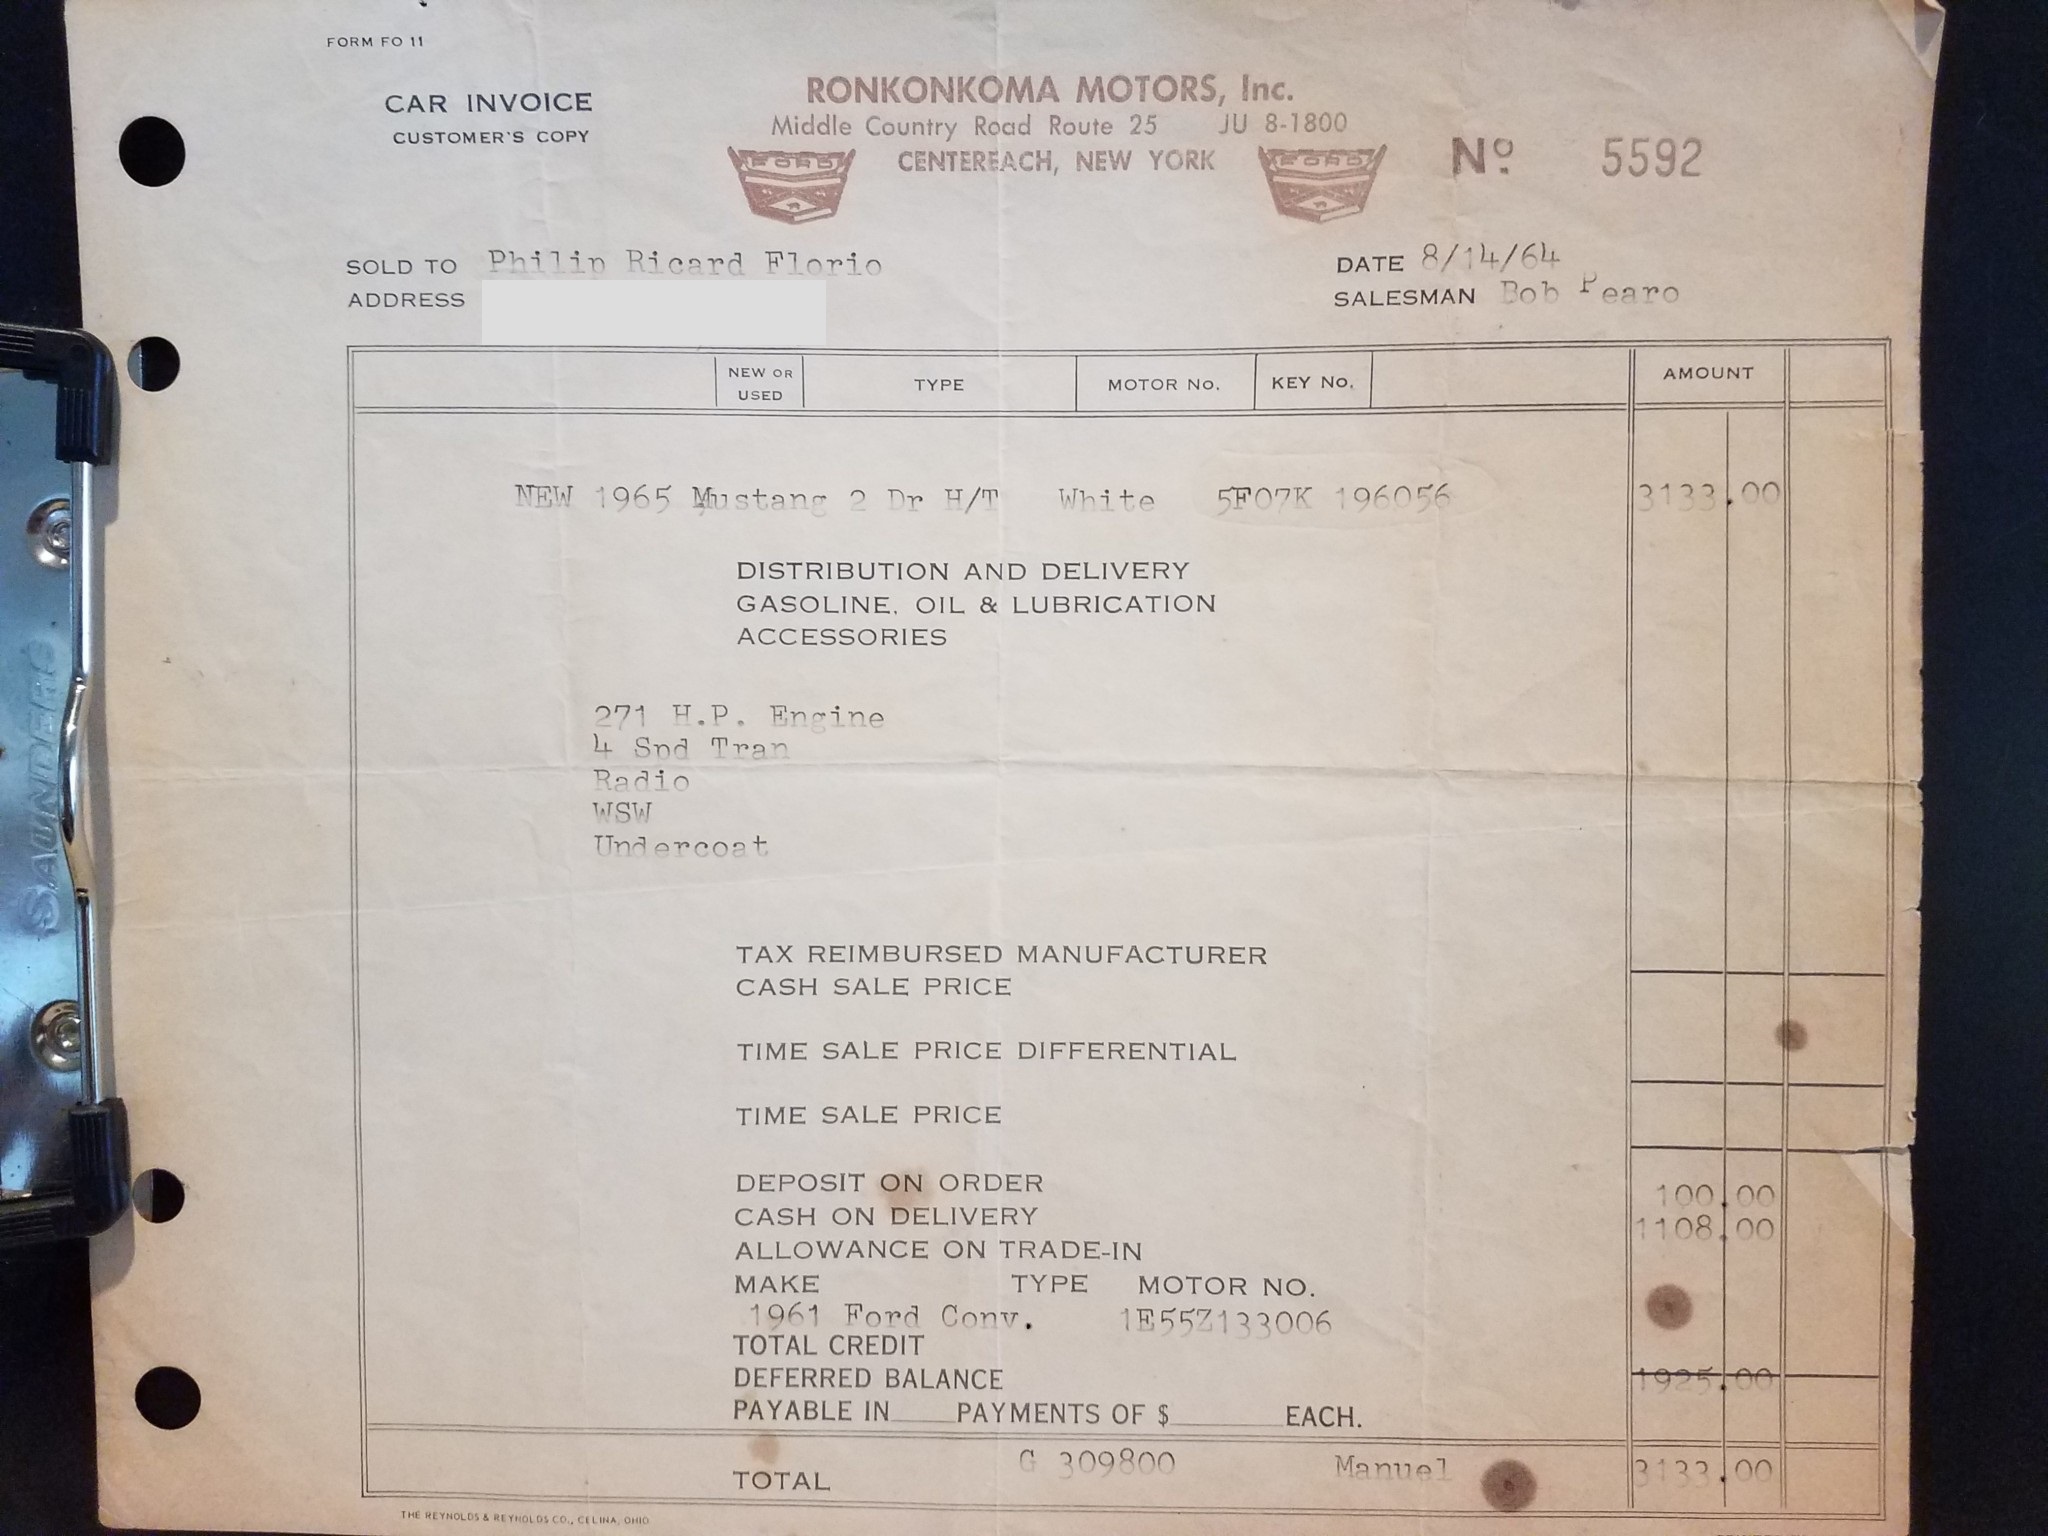 FORM FO 11
CAR INVOICE
CUSTOMER'S COPY
RONKONKOMA MOTORS, Inc.
Middle Country Road Route 25 JU 8-1800
FORD CENTEREACH, NEW YORK FORD
Nº 5592
SOLD TO Philip Ricard Florio
DATE 8/14/64
ADDRESS
SALESMAN Bob Pearo
NEW OR USED TYPE MOTOR No. KEY No. AMOUNT
NEW 1965 Mustang 2 Dr H/T White 5F07K 196056 3133.00
DISTRIBUTION AND DELIVERY
GASOLINE, OIL & LUBRICATION
ACCESSORIES
271 H.P. Engine
4 Spd Tran
Radio
WSW
Undercoat
TAX REIMBURSED MANUFACTURER
CASH SALE PRICE
TIME SALE PRICE DIFFERENTIAL
TIME SALE PRICE
DEPOSIT ON ORDER 100.00
CASH ON DELIVERY 1108.00
ALLOWANCE ON TRADE-IN
MAKE TYPE MOTOR NO.
1961 Ford Conv. 1E55Z133006
TOTAL CREDIT
DEFERRED BALANCE 1925.00
PAYABLE IN____PAYMENTS OF $________EACH.
G 309800 Manuel
TOTAL 3133.00
THE REYNOLDS & REYNOLDS CO., CELINA, OHIO
SAUNDERS